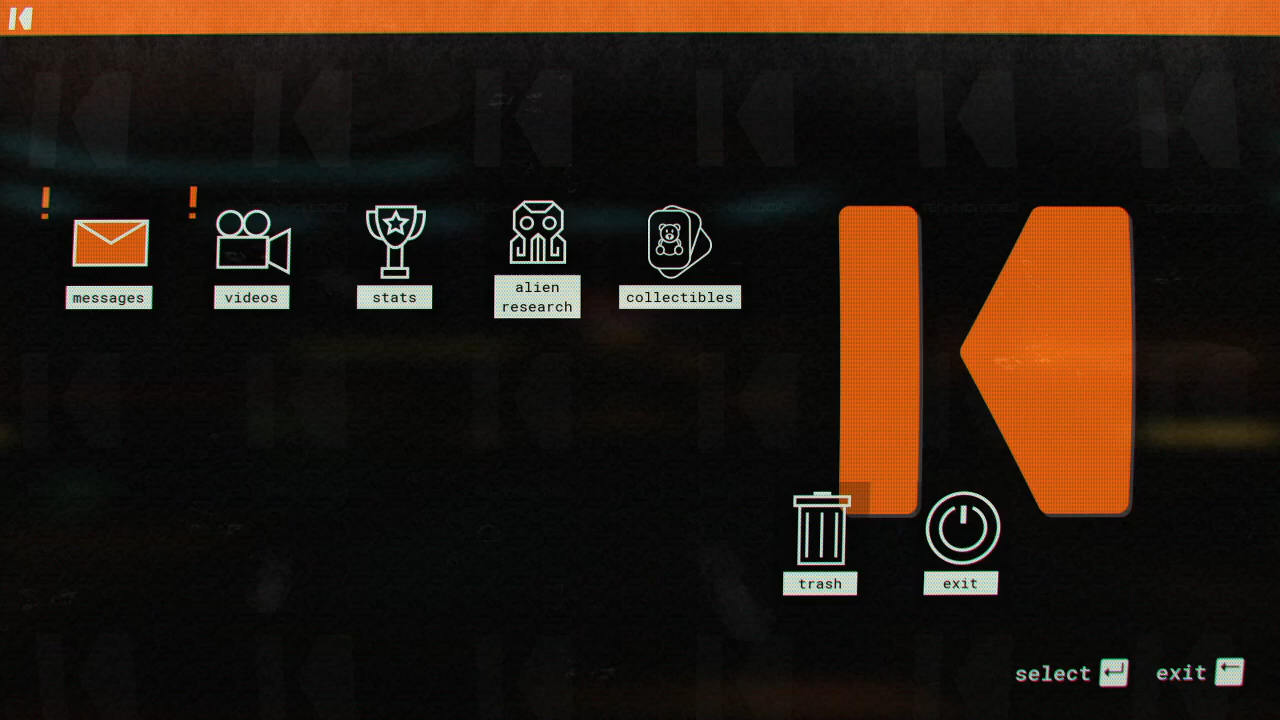 messages
videos
stats
alien
research
collectibles
trash
exit
select
exit